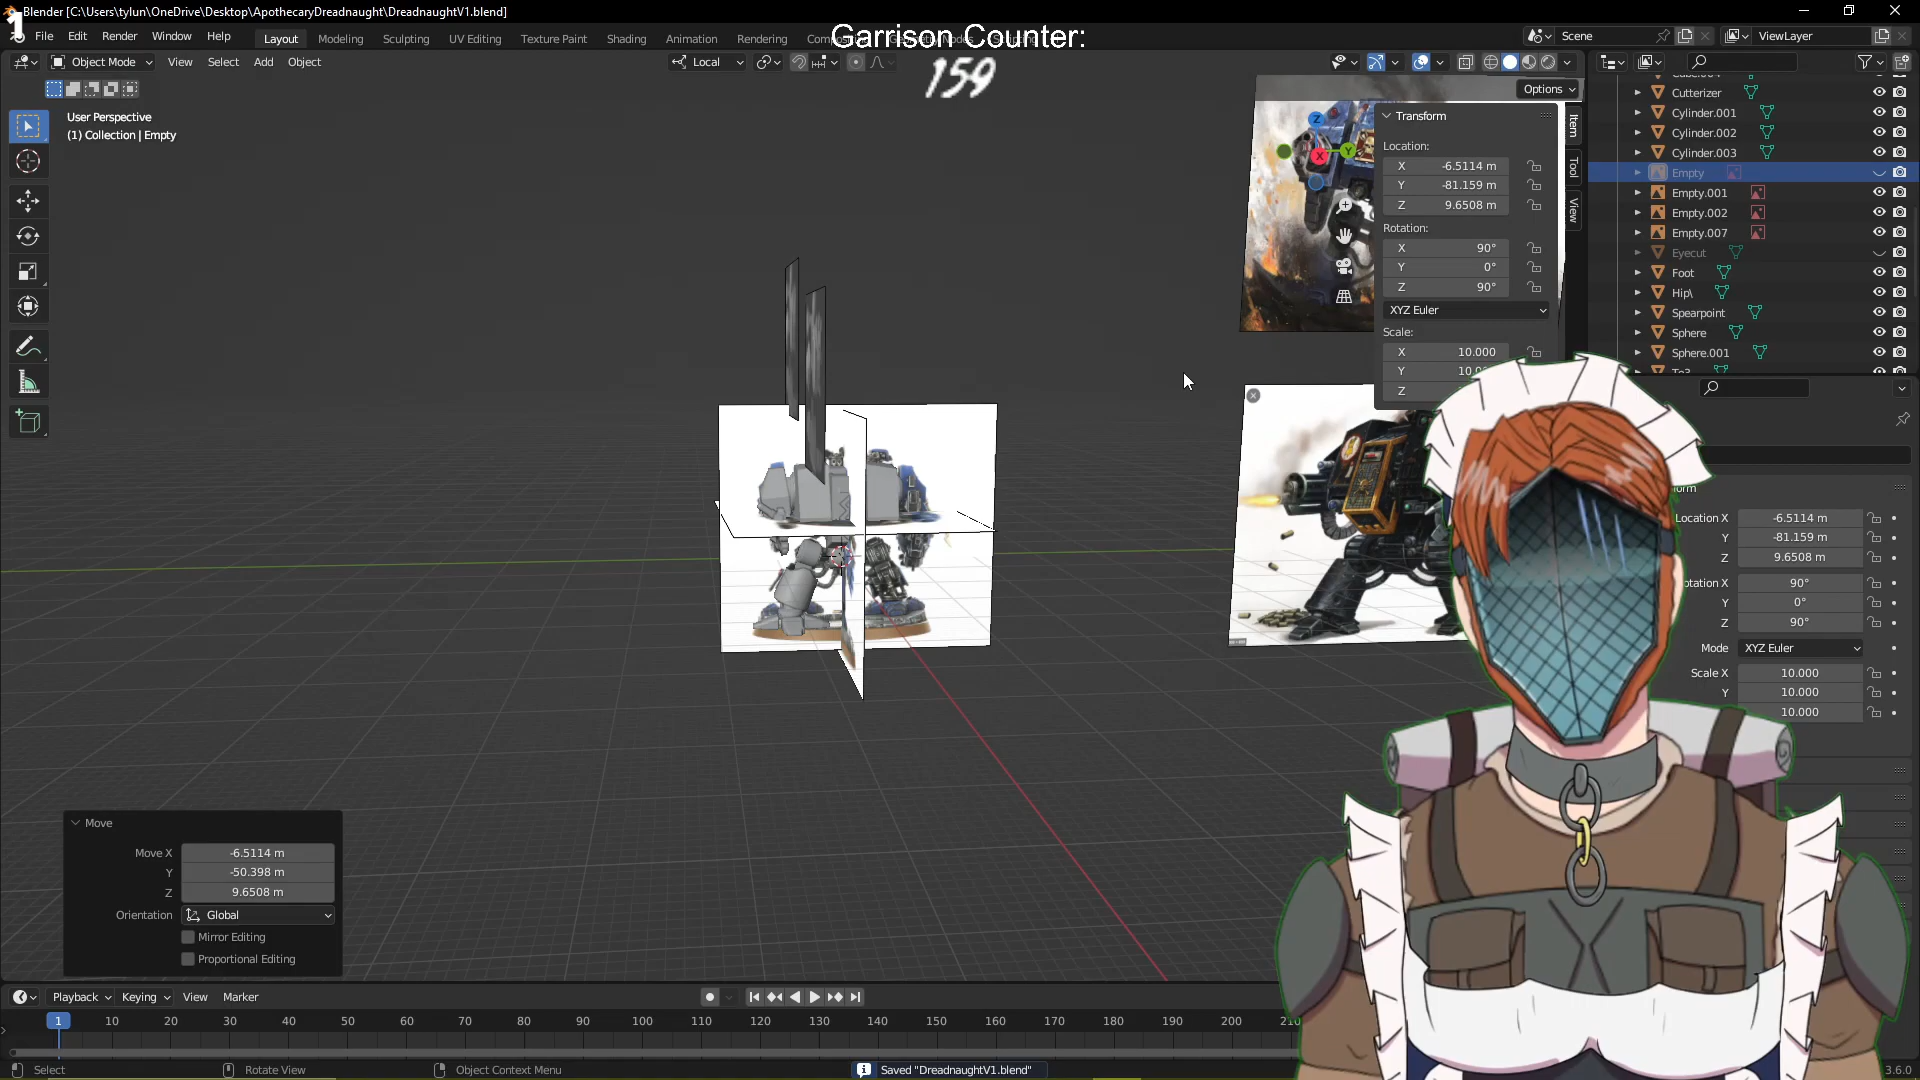 Blender [C:\Users\tylun\OneDrive\Desktop\ApothecaryDreadnaught\DreadnaughtV1.blend]
1
File Edit Render Window Help
Layout Modeling Sculpting UV Editing Texture Paint Shading Animation Rendering
Garrison Counter:
159
Scene
ViewLayer
Object Mode View Select Add Object
Local
Options
User Perspective
(1) Collection | Empty
Z
Y
X
Transform
Location:
X -6.5114 m
Y -81.159 m
Z 9.6508 m
Rotation:
X 90°
Y 0°
Z 90°
XYZ Euler
Scale:
X 10.000
Y
Z
Item
Tool
View
Cutterizer
Cylinder.001
Cylinder.002
Cylinder.003
Empty
Empty.001
Empty.002
Empty.007
Eyecut
Foot
Hip\
Spearpoint
Sphere
Sphere.001
Location X -6.5114 m
Y -81.159 m
Z 9.6508 m
X 90°
Y 0°
Z 90°
Mode XYZ Euler
Scale X 10.000
Y 10.000
10.000
Move
Move X -6.5114 m
Y -50.398 m
Z 9.6508 m
Orientation Global
Mirror Editing
Proportional Editing
Playback Keying View Marker
1 10 20 30 40 50 60 70 80 90 100 110 120 130 140 150 160 170 180 190 200
Select Rotate View Object Context Menu
Saved "DreadnaughtV1.blend"
3.6.0